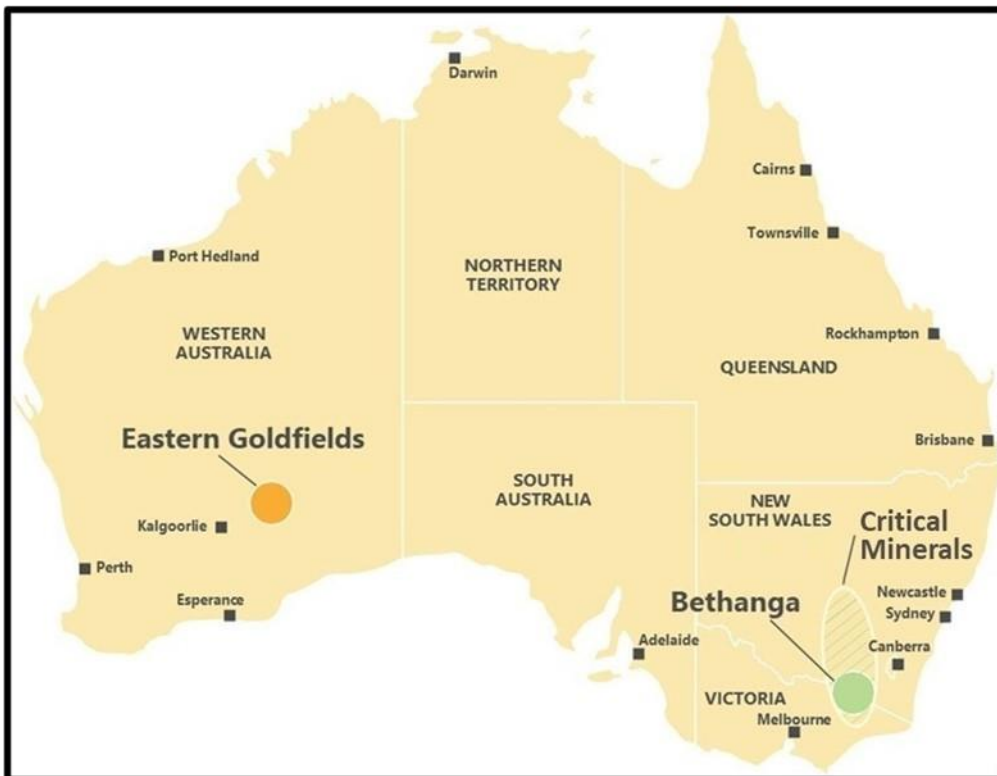 Darwin
Cairns
Townsville
Port Hedland
NORTHERN
TERRITORY
WESTERN
AUSTRALIA
Rockhampton
QUEENSLAND
Eastern Goldfields
Brisbane
SOUTH
AUSTRALIA
NEW
SOUTH WALES
Critical
Minerals
Kalgoorlie
Perth
Esperance
Bethanga
Newcastle
Sydney
Adelaide
Canberra
VICTORIA
Melbourne